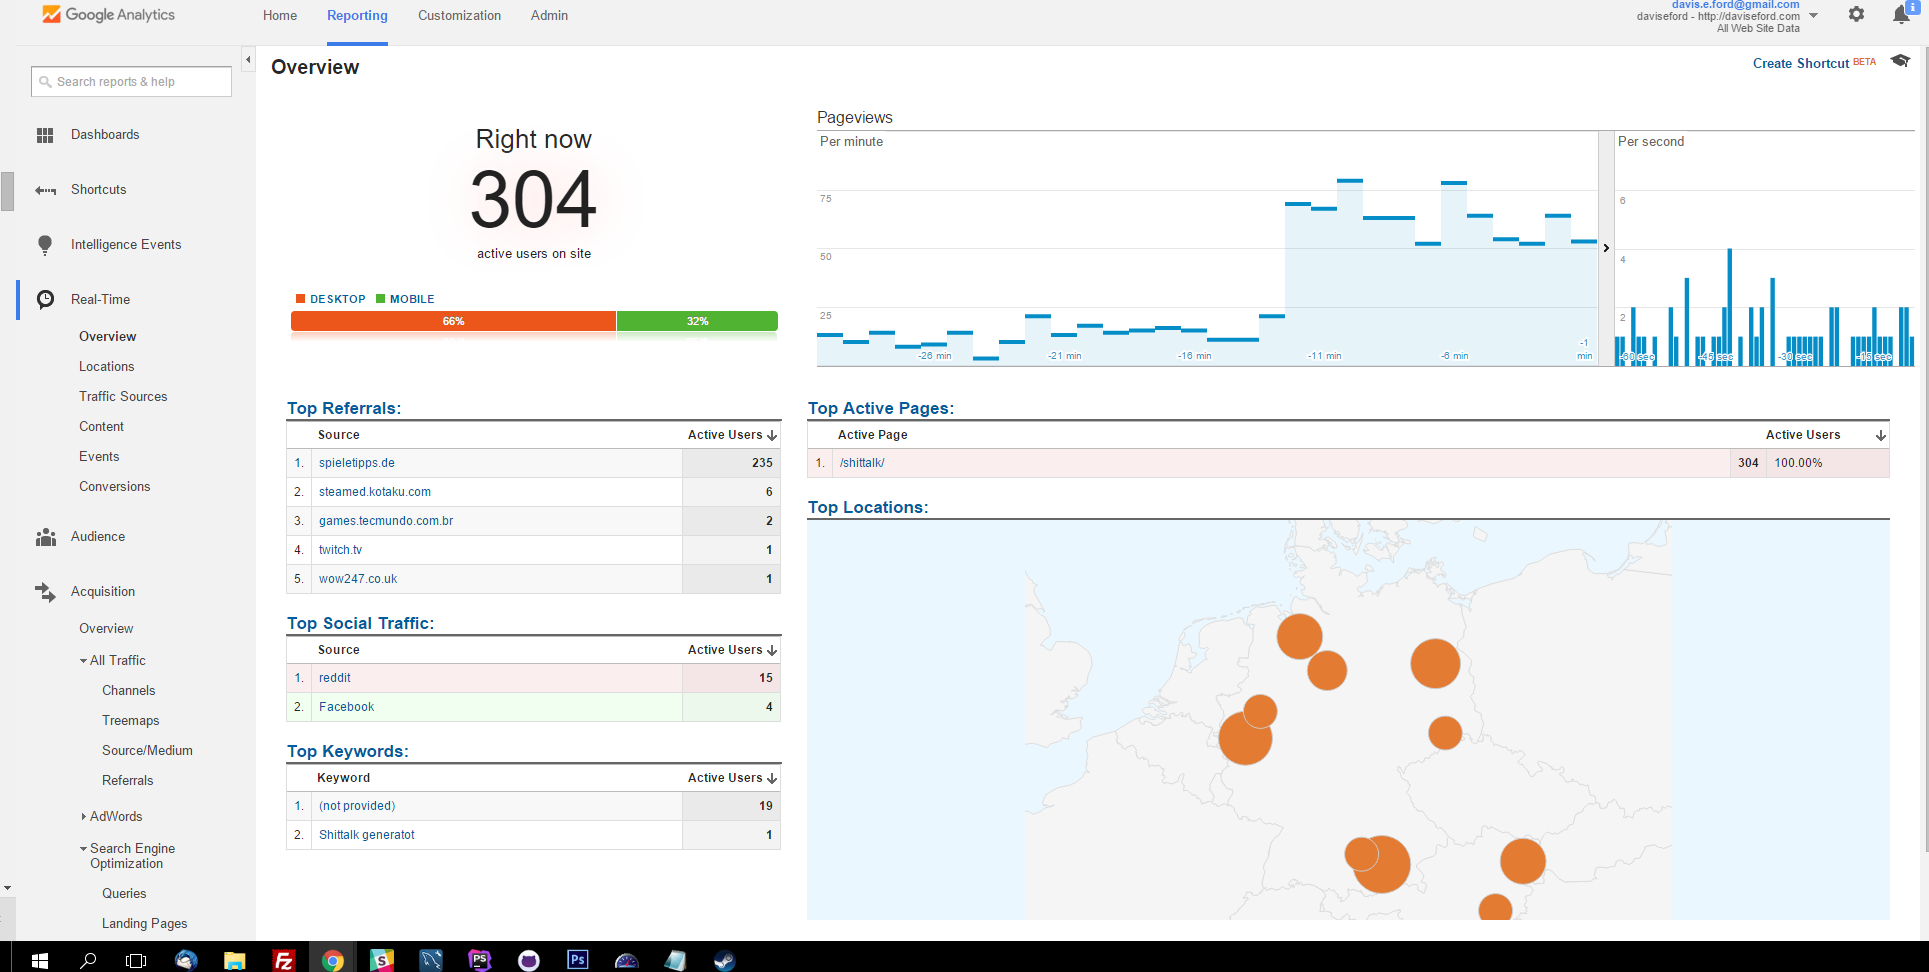 Google Analytics
Home
Reporting
Customization
Admin
davis.e.ford@gmail.com
daviseford - http://daviseford.com
All Web Site Data
Search reports & help
Dashboards
Shortcuts
Intelligence Events
Real-Time
Overview
Locations
Traffic Sources
Content
Events
Conversions
Audience
Acquisition
Overview
All Traffic
Channels
Treemaps
Source/Medium
Referrals
AdWords
Search Engine
Optimization
Queries
Landing Pages
Overview
Create Shortcut BETA
Right now
304
active users on site
DESKTOP MOBILE
66% 32%
Pageviews
Per minute
75
50
25
-26 min
-21 min
-16 min
-11 min
-6 min
-1
min
Per second
6
4
2
-60 sec
-45 sec
-30 sec
-15 sec
Top Referrals:
Source Active Users
1. spieletipps.de 235
2. steamed.kotaku.com 6
3. games.tecmundo.com.br 2
4. twitch.tv 1
5. wow247.co.uk 1
Top Social Traffic:
Source Active Users
1. reddit 15
2. Facebook 4
Top Keywords:
Keyword Active Users
1. (not provided) 19
2. Shittalk generatot 1
Top Active Pages:
Active Page Active Users
1. /shittalk/ 304 100.00%
Top Locations:
Fz
S
PS
Ps